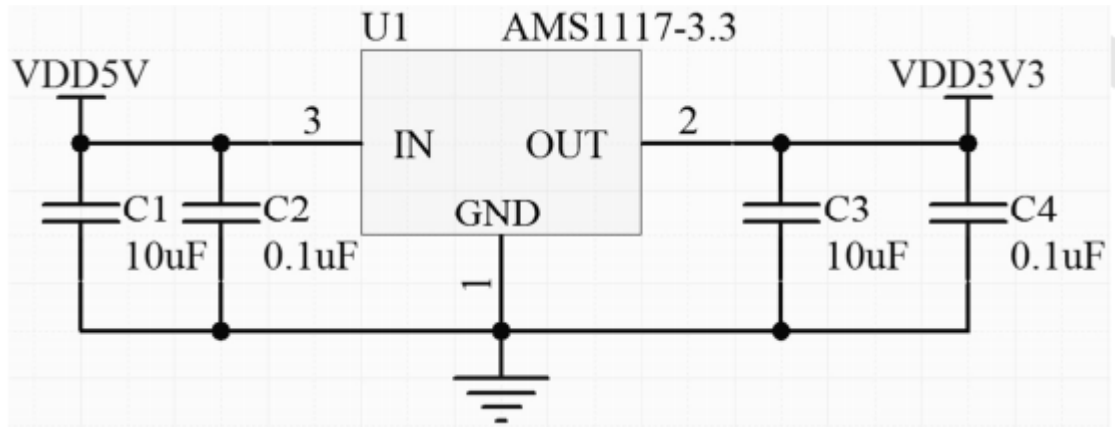 U1 AMS1117-3.3
VDD5V VDD3V3
3 2
IN OUT
GND
C1 C2 C3 C4
10uF 0.1uF 10uF 0.1uF
1